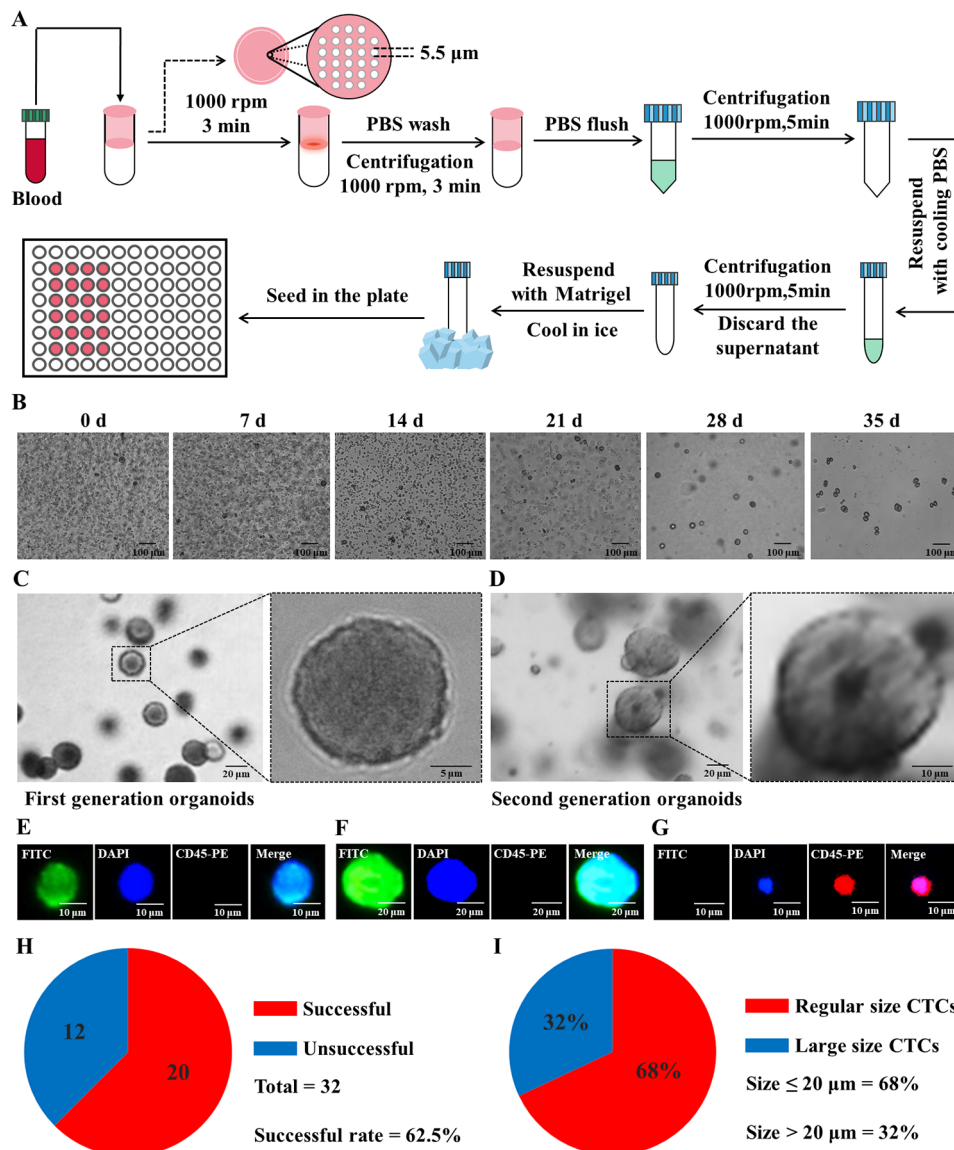 A
5.5 µm
1000 rpm
3 min
PBS wash
Centrifugation
1000 rpm, 3 min
PBS flush
Centrifugation
1000rpm,5min
Blood
Resuspend
with cooling PBS
Seed in the plate
Resuspend
with Matrigel
Cool in ice
Centrifugation
1000rpm,5min
Discard the
supernatant
B
0 d
7 d
14 d
21 d
28 d
35 d
100 µm
100 µm
100 µm
100 µm
100 µm
100 µm
C
20 µm
5 µm
First generation organoids
D
20 µm
10 µm
Second generation organoids
E
FITC
DAPI
CD45-PE
Merge
10 µm
10 µm
10 µm
10 µm
F
FITC
DAPI
CD45-PE
Merge
20 µm
20 µm
20 µm
20 µm
G
FITC
DAPI
CD45-PE
Merge
10 µm
10 µm
10 µm
10 µm
H
12
20
Successful
Unsuccessful
Total = 32
Successful rate = 62.5%
I
32%
68%
Regular size CTCs
Large size CTCs
Size ≤ 20 µm = 68%
Size > 20 µm = 32%